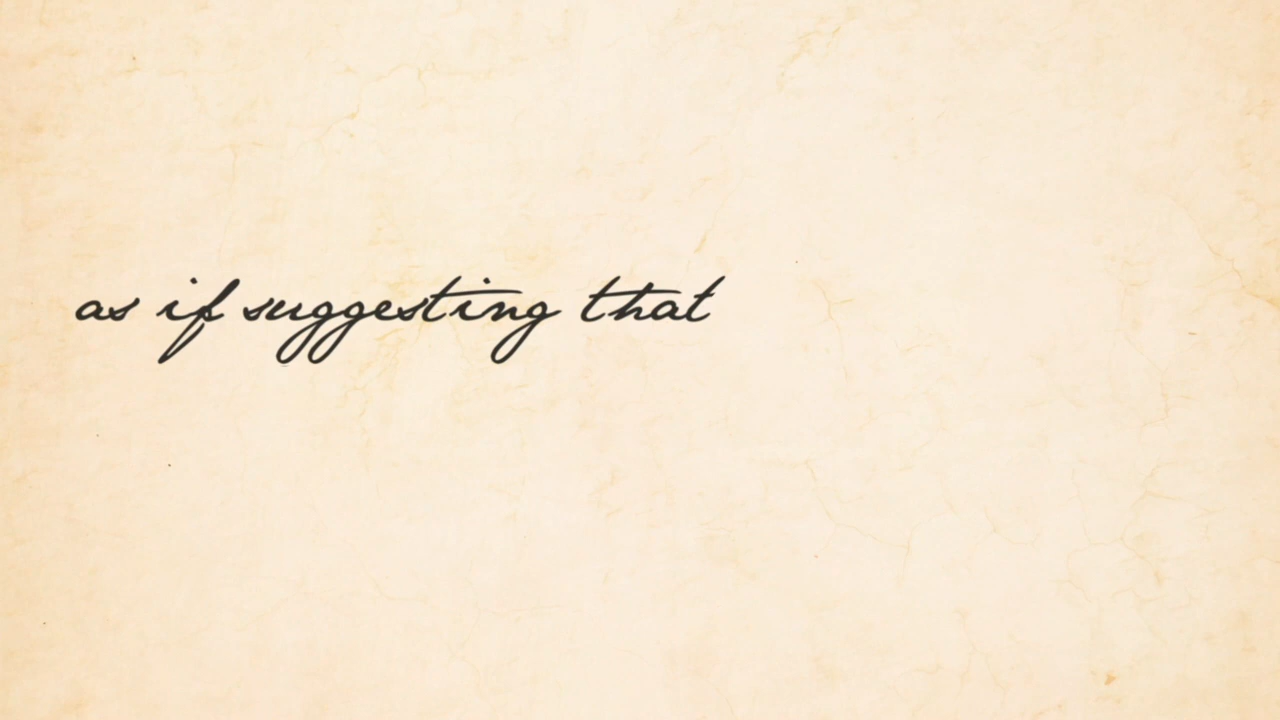 as if suggesting that